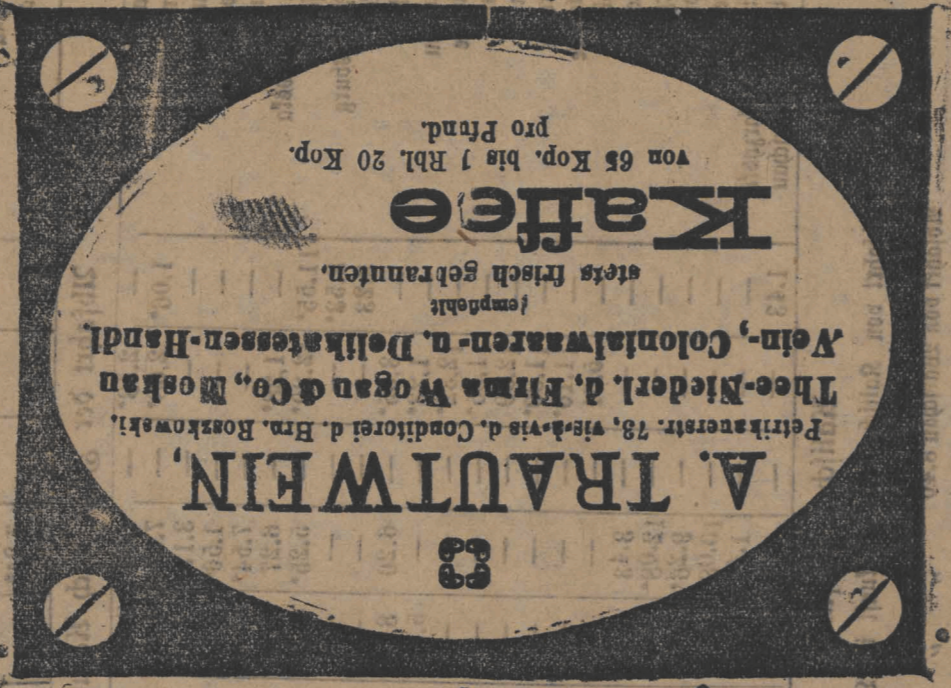 A. TRAUTWEIN,
Petrikauerstr. 73, vis-à-vis d. Conditorei d. Hrn. Roszkowski.
Thee-Niederl. d. Firma Wogau & Co., Moskau
Wein-, Colonialwaaren- u. Delikatessen-Handl.
empfiehlt
stets frisch gebrannten,
Kaffee
von 65 Kop. bis 1 Rbl. 20 Kop.
pro Pfund.